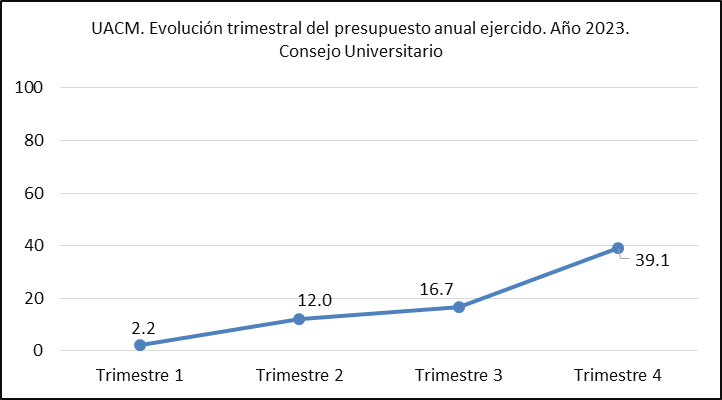 UACM. Evolución trimestral del presupuesto anual ejercido. Año 2023.
Consejo Universitario
100
80
60
40
20
0
2.2
12.0
16.7
39.1
Trimestre 1
Trimestre 2
Trimestre 3
Trimestre 4